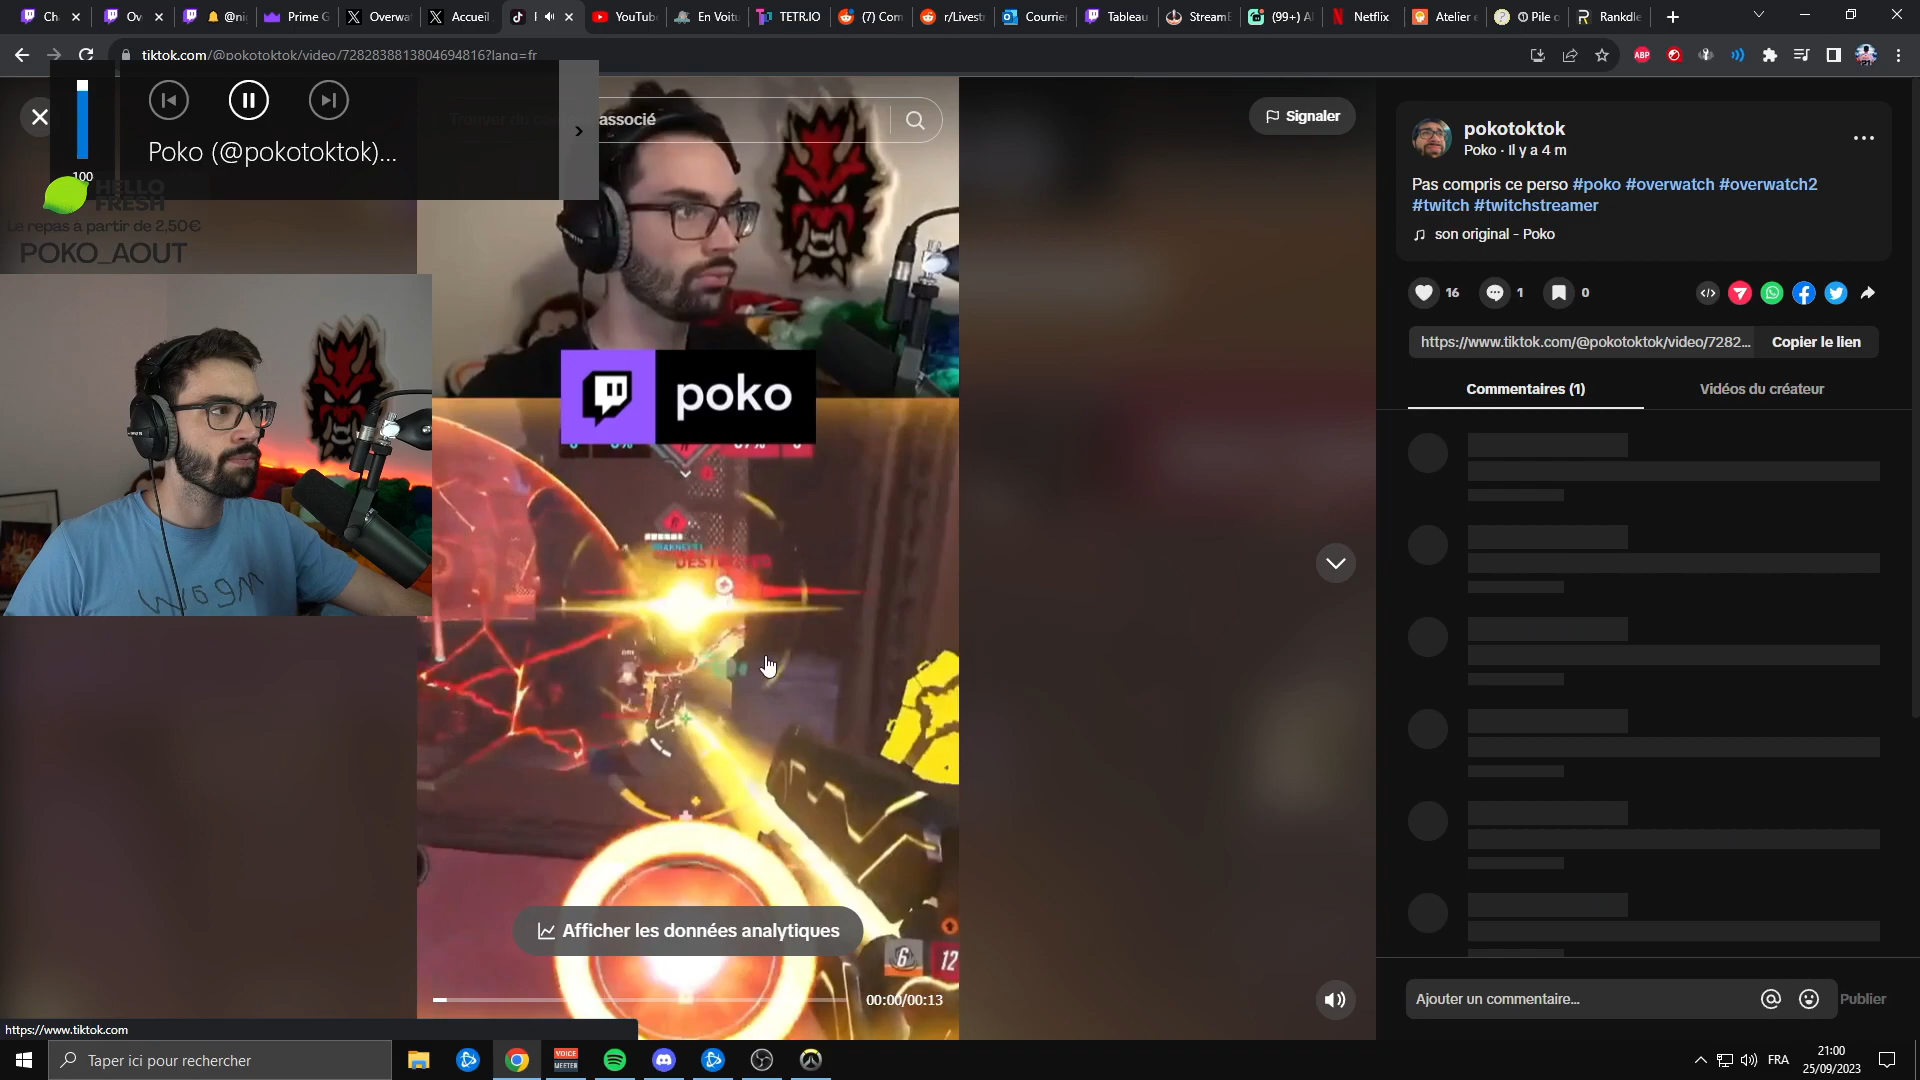 Ch
Ov
@ni
Prime G
Overwa
Accueil
YouTub
En Voitu
TETR.IO
(7) Com
r/Livest
Courrie
Tableau
StreamE
(99+) A
Netflix
Atelier
Pile o
Rankdle
tiktok.com/@pokotoktok/video/7282838813804694816?lang=fr
associé
Signaler
Poko (@pokotoktok)...
100
HELLO
FRESH
Le repas à partir de 2,50€
POKO_AOUT
poko
pokotoktok
Poko · Il y a 4 m
Pas compris ce perso #poko #overwatch #overwatch2
#twitch #twitchstreamer
son original - Poko
16
1
0
https://www.tiktok.com/@pokotoktok/video/7282...
Copier le lien
Commentaires (1)
Vidéos du créateur
Afficher les données analytiques
6
12
00:00/00:13
Ajouter un commentaire...
Publier
https://www.tiktok.com
Taper ici pour rechercher
VOICE
MEETER
FRA
21:00
25/09/2023